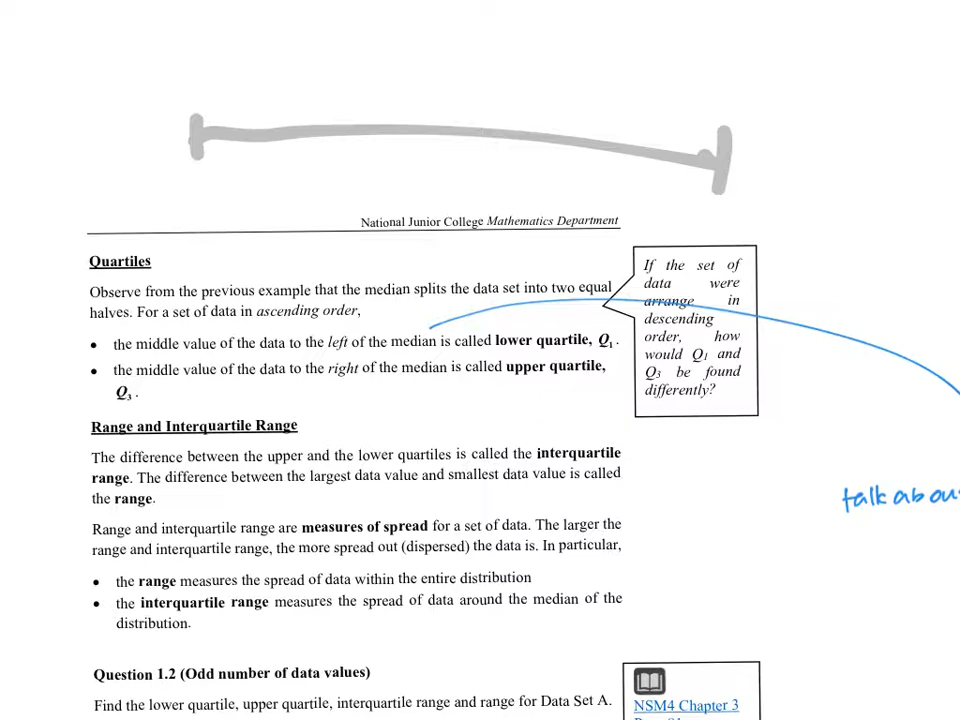 National Junior College Mathematics Department
Quartiles
Observe from the previous example that the median splits the data set into two equal
halves. For a set of data in ascending order,
• the middle value of the data to the left of the median is called lower quartile, Q₁ .
• the middle value of the data to the right of the median is called upper quartile,
Q₃ .
If the set of
data were
arrange in
descending
order, how
would Q₁ and
Q₃ be found
differently?
Range and Interquartile Range
The difference between the upper and the lower quartiles is called the interquartile
range. The difference between the largest data value and smallest data value is called
the range.
talk abou
Range and interquartile range are measures of spread for a set of data. The larger the
range and interquartile range, the more spread out (dispersed) the data is. In particular,
• the range measures the spread of data within the entire distribution
• the interquartile range measures the spread of data around the median of the
distribution.
Question 1.2 (Odd number of data values)
Find the lower quartile, upper quartile, interquartile range and range for Data Set A.
NSM4 Chapter 3